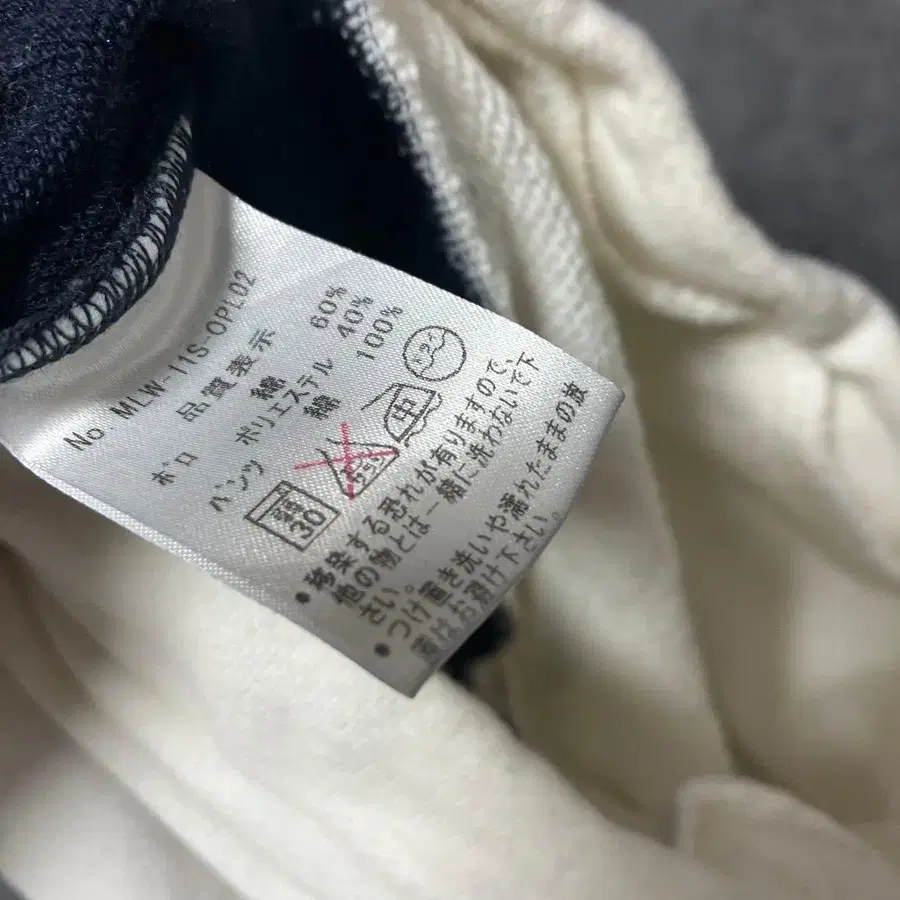 No. MLW-11S-OPL02
品質表示
ポロ 綿 60%
ポリエステル 40%
パンツ 綿 100%
30 中
●移染する恐れが有りますので、
他の物とは一緒に洗わないで下
さい。
●つけ置き洗いや濡れたままの放
置はお避け下さい。